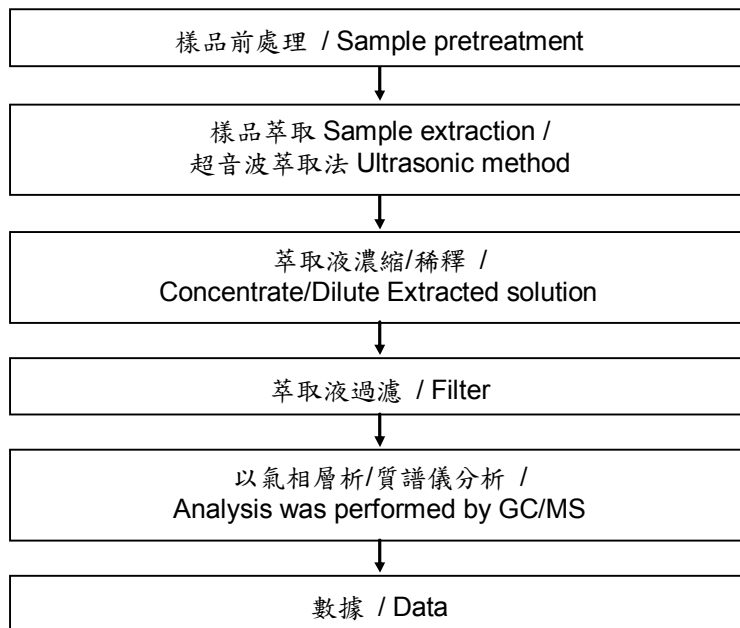 樣品前處理 / Sample pretreatment
樣品萃取 Sample extraction /
超音波萃取法 Ultrasonic method
萃取液濃縮/稀釋 /
Concentrate/Dilute Extracted solution
萃取液過濾 / Filter
以氣相層析/質譜儀分析 /
Analysis was performed by GC/MS
數據 / Data